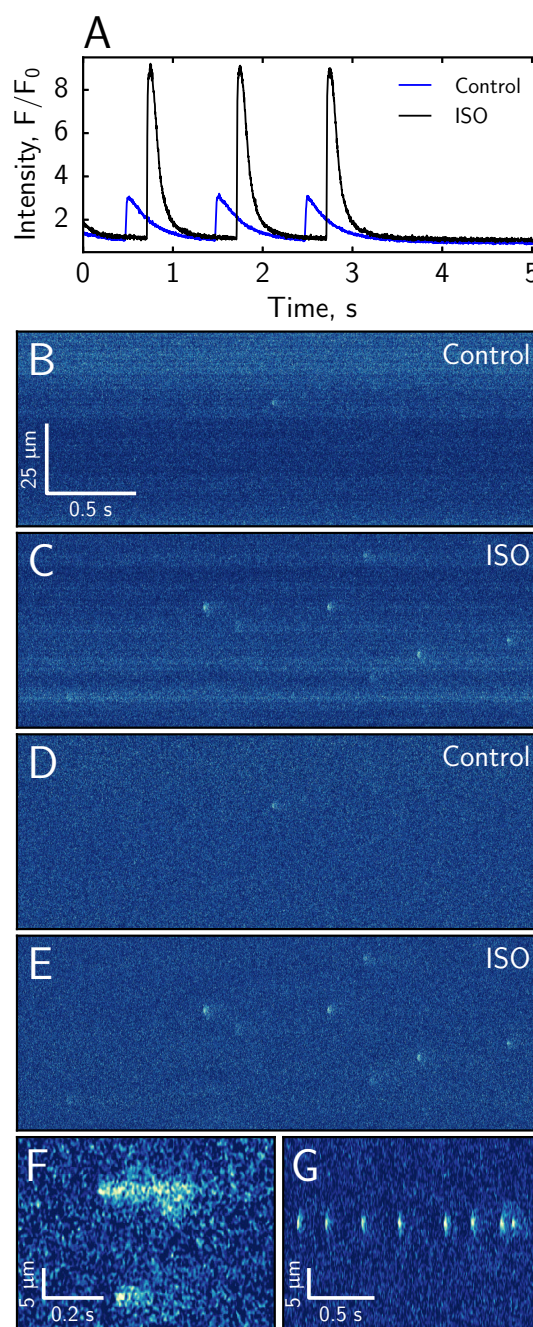 A
Intensity, F/F₀
8
6
4
2
Control
ISO
0
1
2
3
4
5
Time, s
B
Control
25 μm
0.5 s
C
ISO
D
Control
E
ISO
F
5 μm
0.2 s
G
5 μm
0.5 s